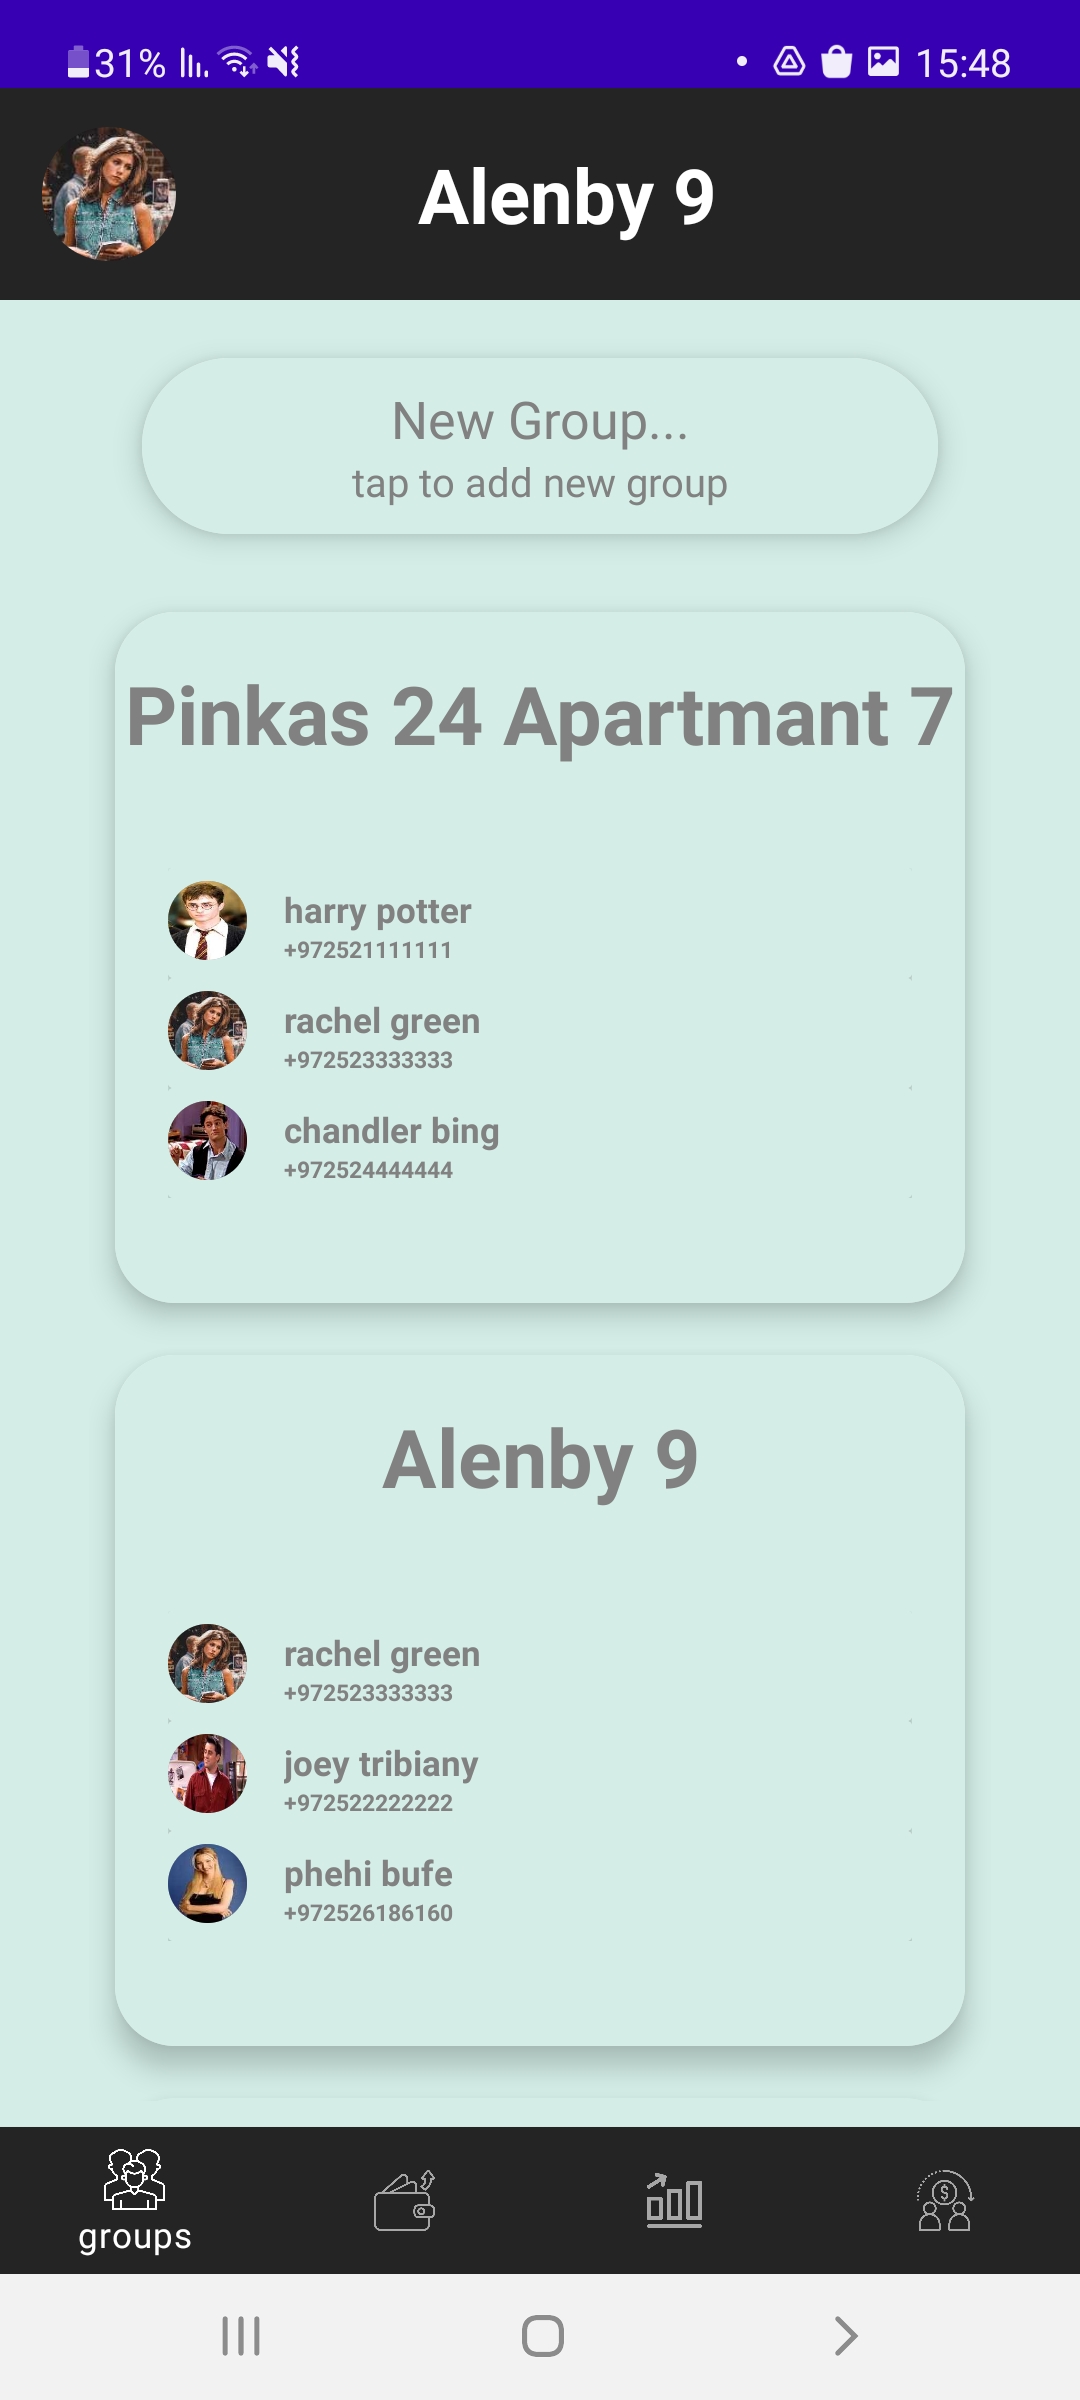 31% 15:48
Alenby 9
New Group...
tap to add new group
Pinkas 24 Apartmant 7
harry potter
+972521111111
rachel green
+972523333333
chandler bing
+972524444444
Alenby 9
rachel green
+972523333333
joey tribiany
+972522222222
phehi bufe
+972526186160
groups